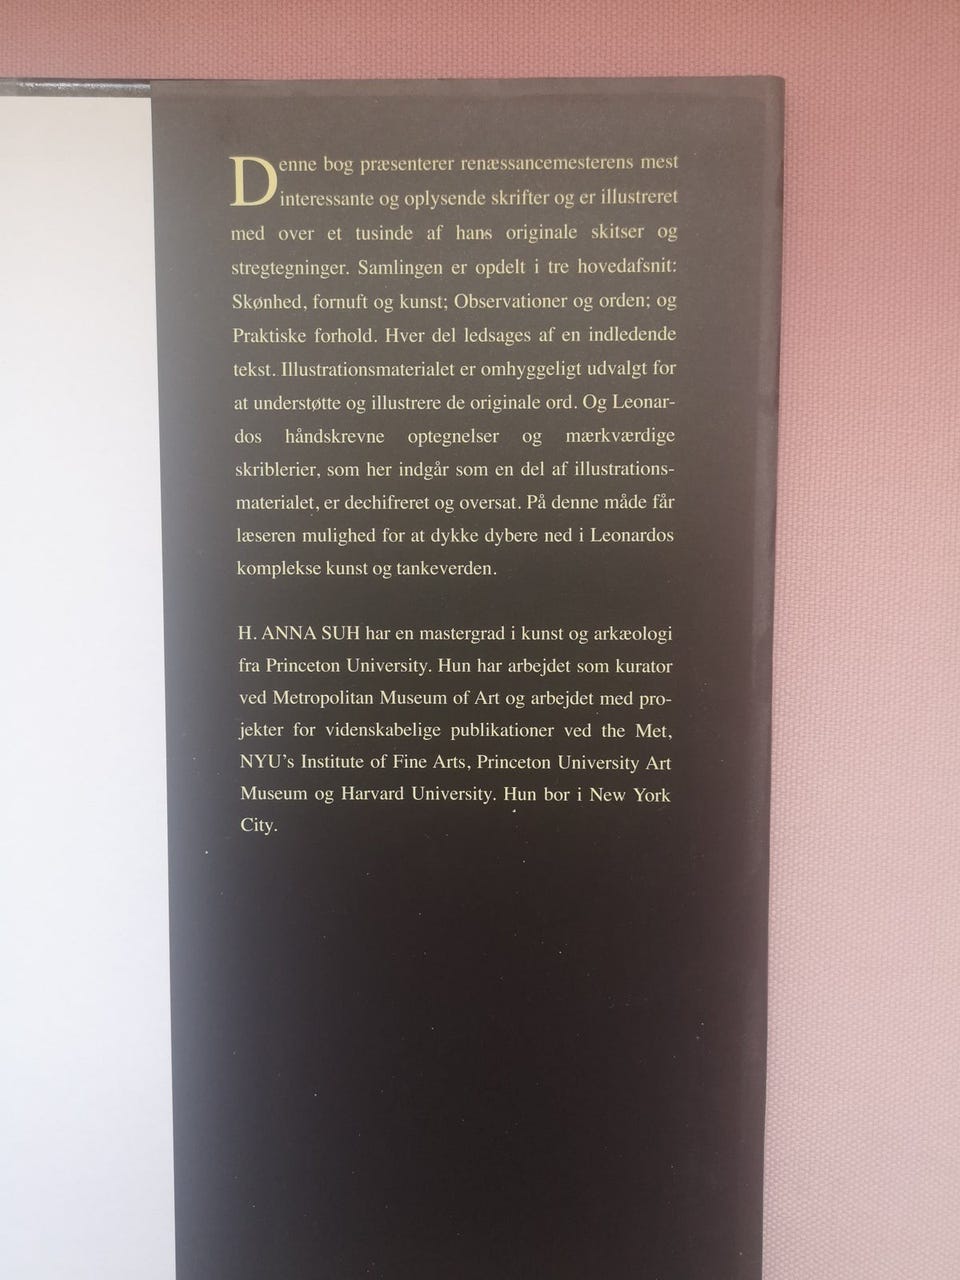 Denne bog præsenterer renæssancemesterens mest
interessante og oplysende skrifter og er illustreret
med over et tusinde af hans originale skitser og
stregtegninger. Samlingen er opdelt i tre hovedafsnit:
Skønhed, fornuft og kunst; Observationer og orden; og
Praktiske forhold. Hver del ledsages af en indledende
tekst. Illustrationsmaterialet er omhyggeligt udvalgt for
at understøtte og illustrere de originale ord. Og Leonar-
dos håndskrevne optegnelser og mærkværdige
skriblerier, som her indgår som en del af illustrations-
materialet, er dechifreret og oversat. På denne måde får
læseren mulighed for at dykke dybere ned i Leonardos
komplekse kunst og tankeverden.
H. ANNA SUH har en mastergrad i kunst og arkæologi
fra Princeton University. Hun har arbejdet som kurator
ved Metropolitan Museum of Art og arbejdet med pro-
jekter for videnskabelige publikationer ved the Met,
NYU's Institute of Fine Arts, Princeton University Art
Museum og Harvard University. Hun bor i New York
City.